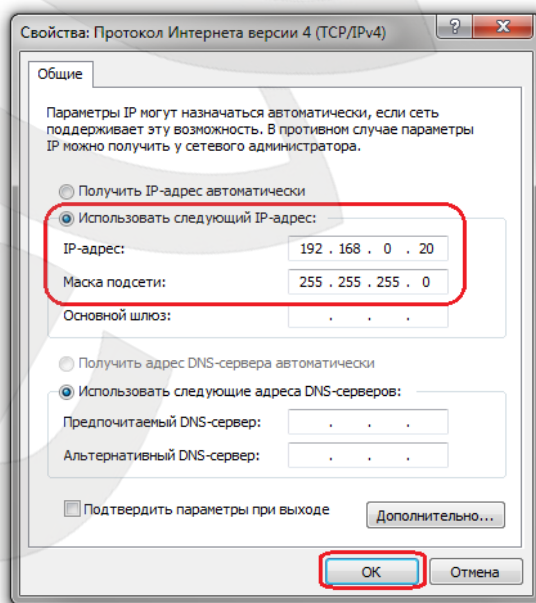 Свойства: Протокол Интернета версии 4 (TCP/IPv4)
?
Общие
Параметры IP могут назначаться автоматически, если сеть
поддерживает эту возможность. В противном случае параметры
IP можно получить у сетевого администратора.
Получить IP-адрес автоматически
Использовать следующий IP-адрес:
IP-адрес: 192 . 168 . 0 . 20
Маска подсети: 255 . 255 . 255 . 0
Основной шлюз: . . .
Получить адрес DNS-сервера автоматически
Использовать следующие адреса DNS-серверов:
Предпочитаемый DNS-сервер: . . .
Альтернативный DNS-сервер: . . .
Подтвердить параметры при выходе Дополнительно...
ОК Отмена